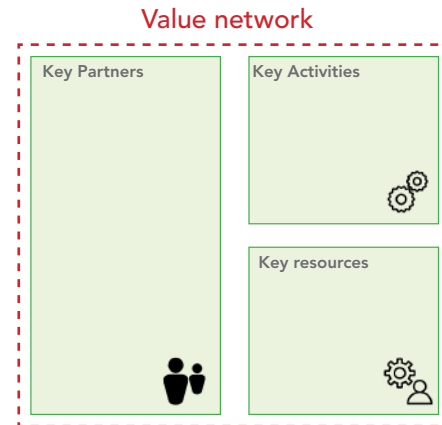 Value network
Key Partners
Key Activities
Key resources